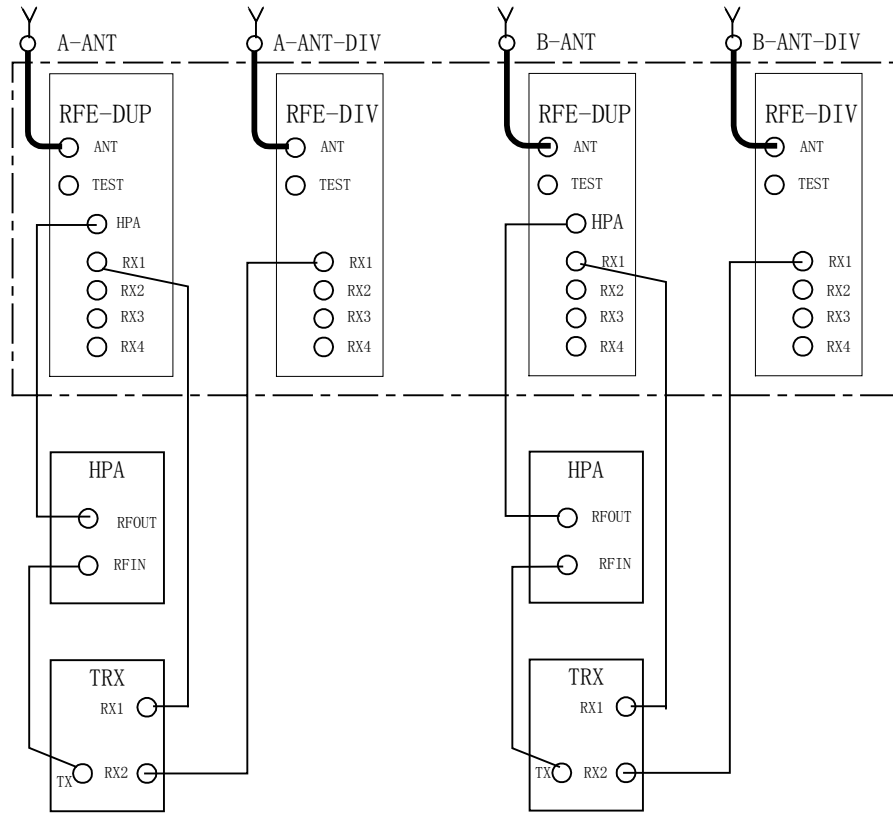 A-ANT
A-ANT-DIV
B-ANT
B-ANT-DIV
RFE-DUP
ANT
TEST
HPA
RX1
RX2
RX3
RX4
RFE-DIV
ANT
TEST
RX1
RX2
RX3
RX4
RFE-DUP
ANT
TEST
HPA
RX1
RX2
RX3
RX4
RFE-DIV
ANT
TEST
RX1
RX2
RX3
RX4
HPA
RFOUT
RFIN
HPA
RFOUT
RFIN
TRX
RX1
TX RX2
TRX
RX1
TX RX2